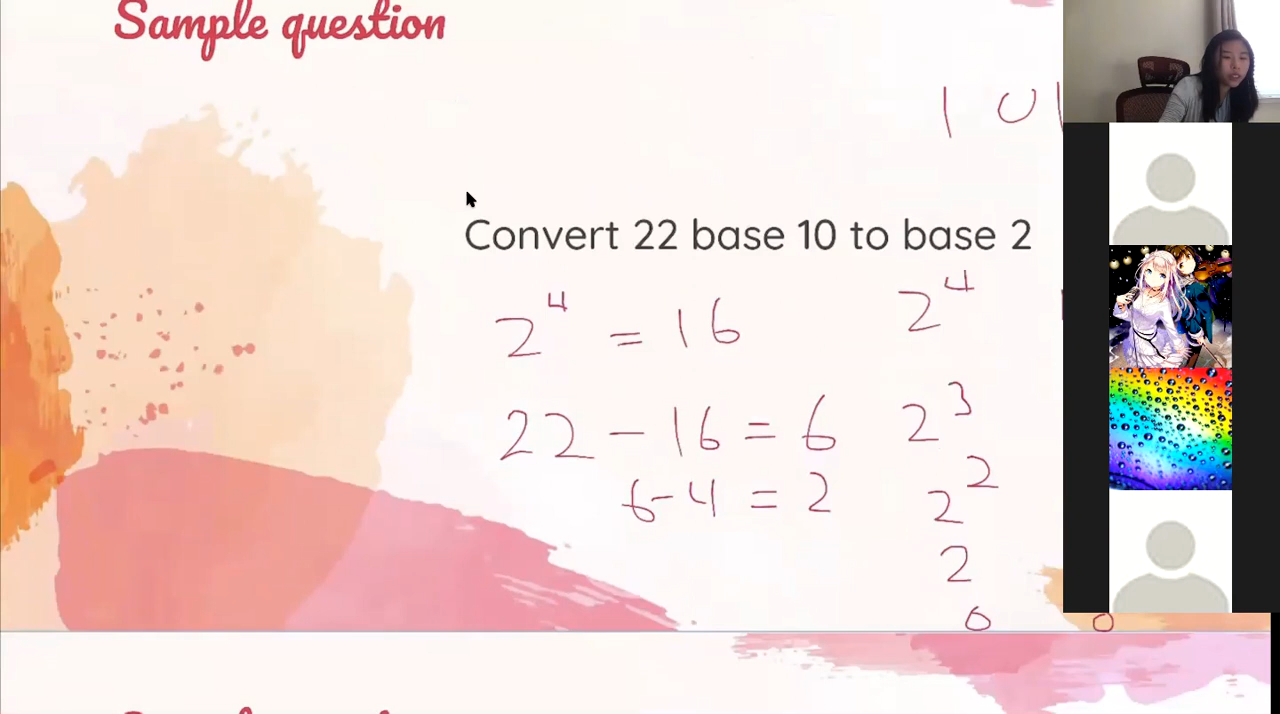 Sample question
1 0 1
Convert 22 base 10 to base 2
2^4 = 16
2^4
22 - 16 = 6
2^3
6 - 4 = 2
2^2
2
0
0